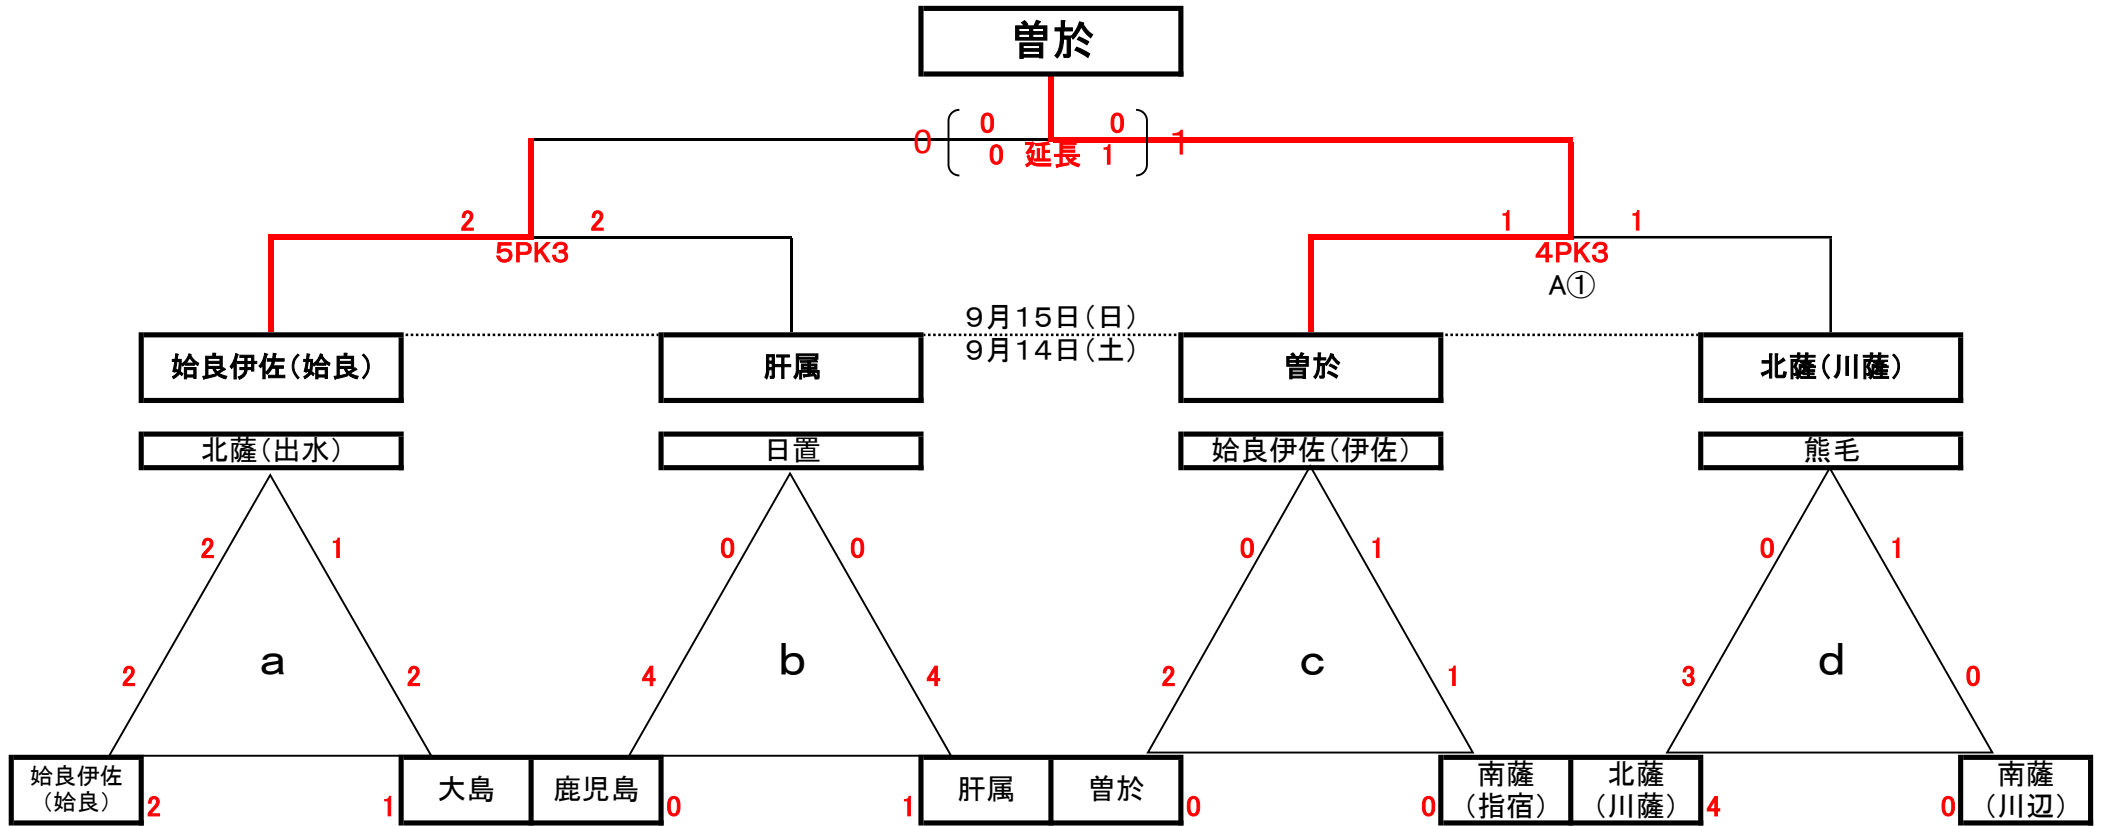 曽於
0 0 0 1
0 延長 1
2 2 1 1
5PK3 4PK3
A①
9月15日(日)
9月14日(土)
姶良伊佐(姶良) 肝属 曽於 北薩(川薩)
北薩(出水) 日置 姶良伊佐(伊佐) 熊毛
2 1 0 0 0 1 0 1
a b c d
2 2 4 4 2 1 3 0
姶良伊佐
(姶良)
大島
鹿児島
肝属
曽於
南薩
(指宿)
北薩
(川薩)
南薩
(川辺)
2 1 0 1 0 0 4 0